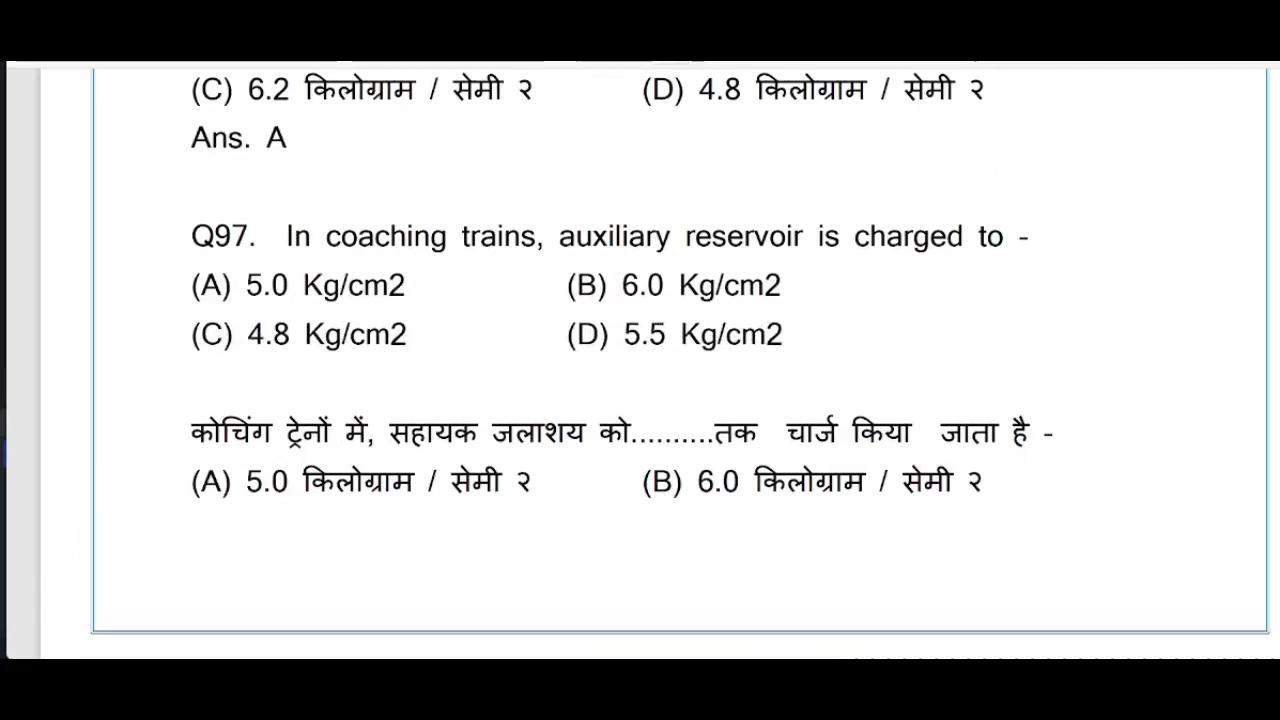 (C) 6.2 किलोग्राम / सेमी २ (D) 4.8 किलोग्राम / सेमी २
Ans. A
Q97. In coaching trains, auxiliary reservoir is charged to -
(A) 5.0 Kg/cm2 (B) 6.0 Kg/cm2
(C) 4.8 Kg/cm2 (D) 5.5 Kg/cm2
कोचिंग ट्रेनों में, सहायक जलाशय को..........तक चार्ज किया जाता है -
(A) 5.0 किलोग्राम / सेमी २ (B) 6.0 किलोग्राम / सेमी २